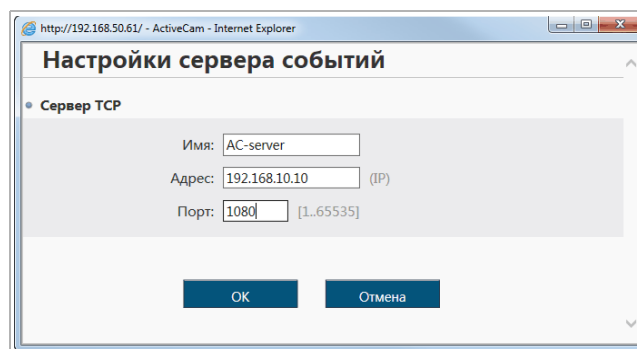 http://192.168.50.61/ - ActiveCam - Internet Explorer
Настройки сервера событий
Сервер TCP
Имя: AC-server
Адрес: 192.168.10.10 (IP)
Порт: 1080 [1..65535]
OK Отмена